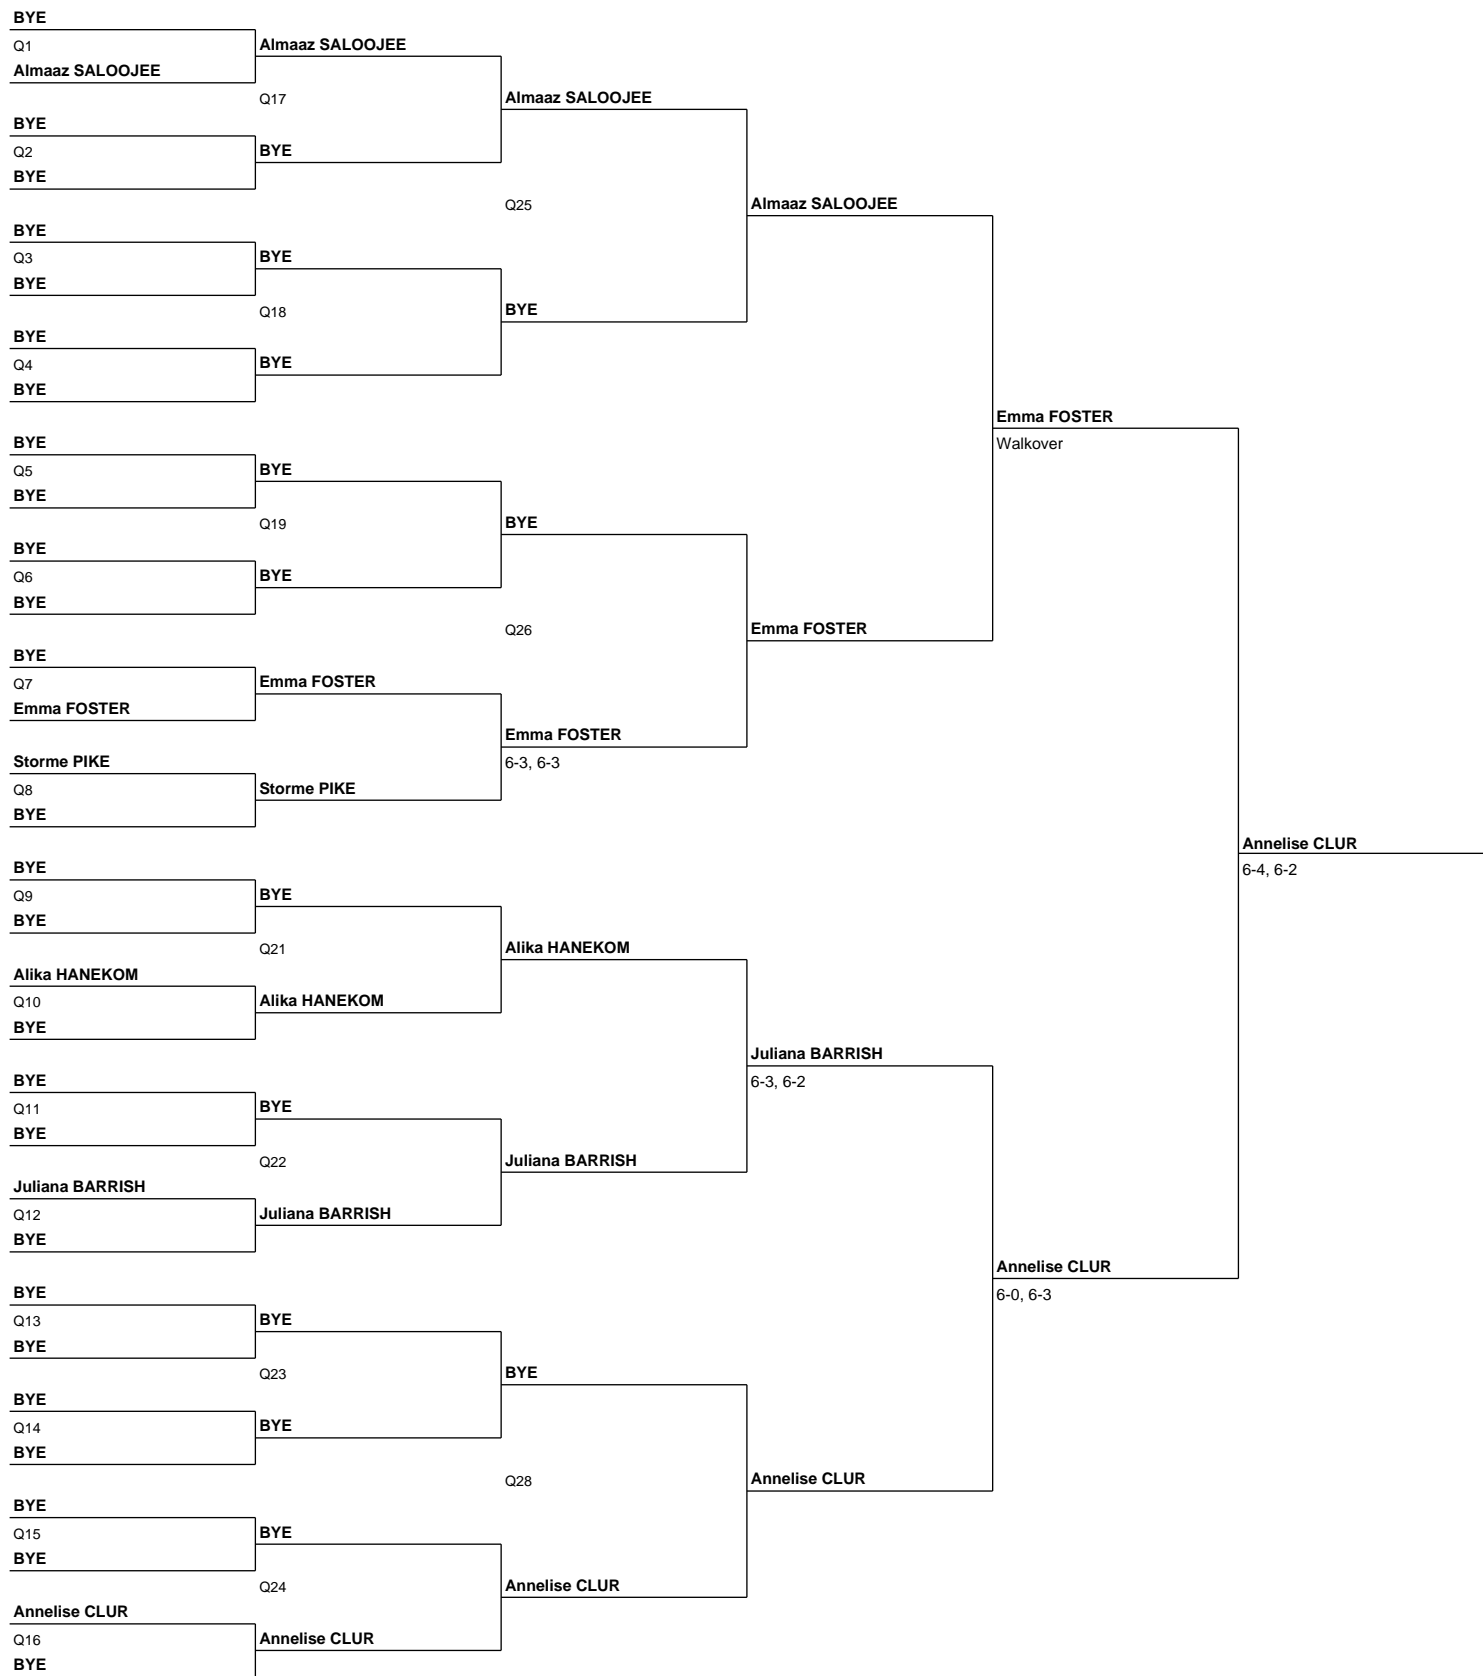 BYE
Q1
Almaaz SALOOJEE
Almaaz SALOOJEE
Q17
Almaaz SALOOJEE
BYE
Q2
BYE
BYE
Q25
Almaaz SALOOJEE
BYE
Q3
BYE
BYE
Q18
BYE
BYE
Q4
BYE
BYE
Emma FOSTER
Walkover
BYE
Q5
BYE
BYE
Q19
BYE
BYE
Q6
BYE
BYE
Q26
Emma FOSTER
BYE
Q7
Emma FOSTER
Emma FOSTER
Emma FOSTER
6-3, 6-3
Storme PIKE
Q8
BYE
Storme PIKE
Annelise CLUR
6-4, 6-2
BYE
Q9
BYE
BYE
Q21
Alika HANEKOM
Alika HANEKOM
Q10
BYE
Alika HANEKOM
Juliana BARRISH
6-3, 6-2
BYE
Q11
BYE
BYE
Q22
Juliana BARRISH
Juliana BARRISH
Q12
BYE
Juliana BARRISH
Annelise CLUR
6-0, 6-3
BYE
Q13
BYE
BYE
Q23
BYE
BYE
Q14
BYE
BYE
Q28
Annelise CLUR
BYE
Q15
BYE
BYE
Q24
Annelise CLUR
Annelise CLUR
Q16
BYE
Annelise CLUR